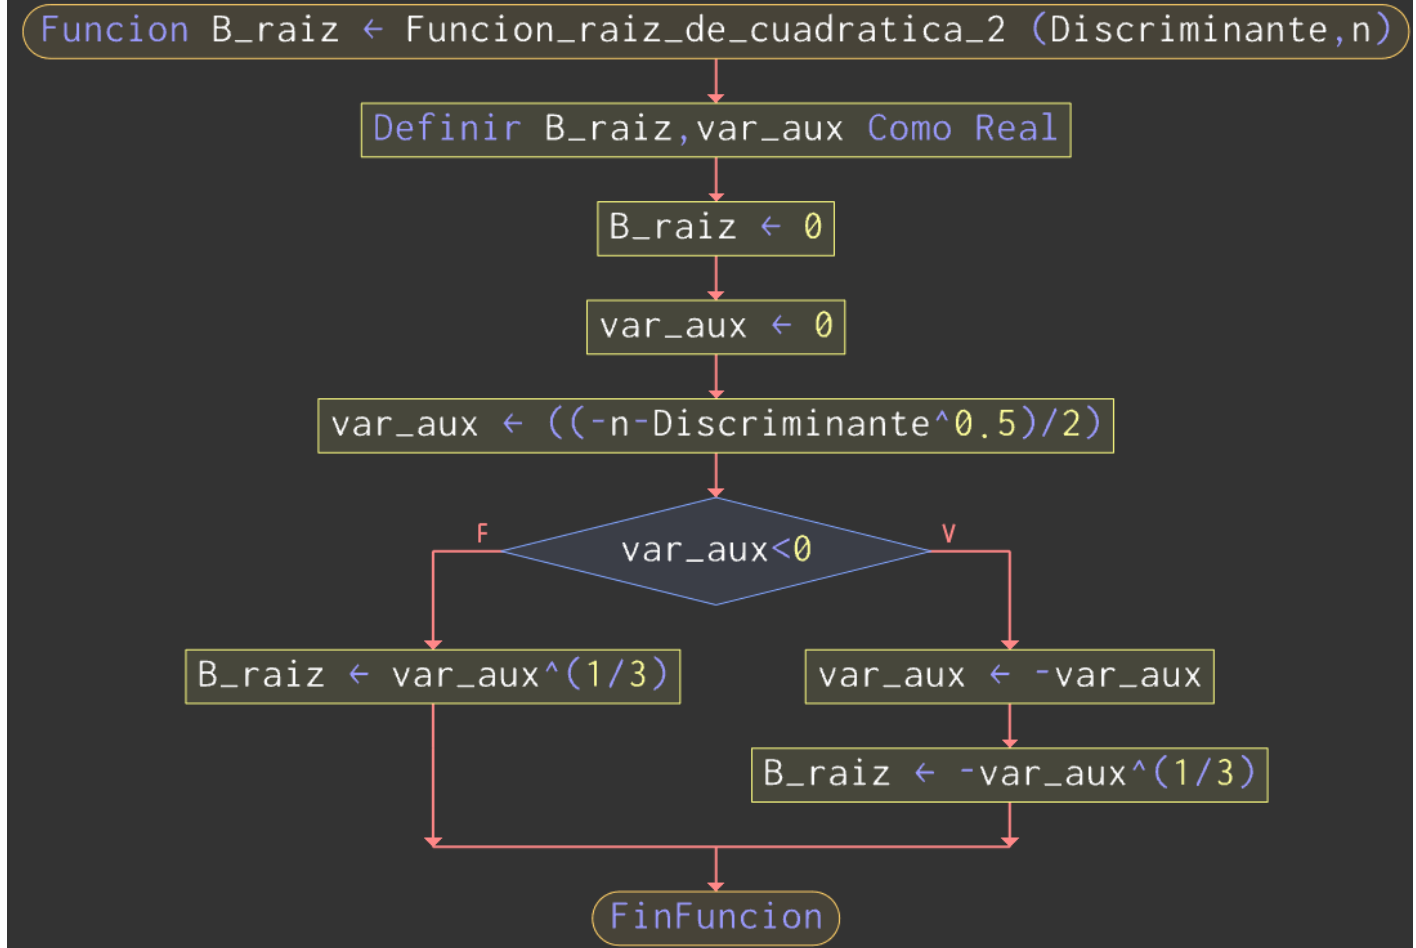 Funcion B_raiz ← Funcion_raiz_de_cuadratica_2 (Discriminante,n)
Definir B_raiz,var_aux Como Real
B_raiz ← 0
var_aux ← 0
var_aux ← ((-n-Discriminante^0.5)/2)
F
var_aux<0
V
B_raiz ← var_aux^(1/3)
var_aux ← -var_aux
B_raiz ← -var_aux^(1/3)
FinFuncion